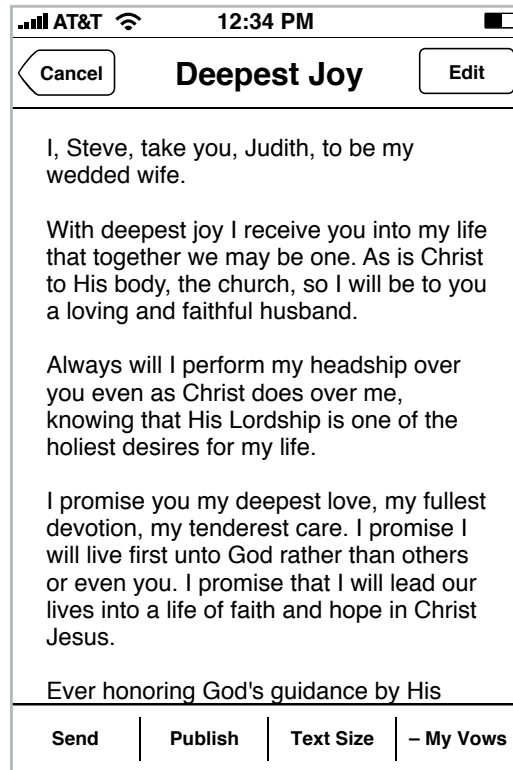 AT&T 12:34 PM
Cancel Deepest Joy Edit
I, Steve, take you, Judith, to be my
wedded wife.
With deepest joy I receive you into my life
that together we may be one. As is Christ
to His body, the church, so I will be to you
a loving and faithful husband.
Always will I perform my headship over
you even as Christ does over me,
knowing that His Lordship is one of the
holiest desires for my life.
I promise you my deepest love, my fullest
devotion, my tenderest care. I promise I
will live first unto God rather than others
or even you. I promise that I will lead our
lives into a life of faith and hope in Christ
Jesus.
Ever honoring God's guidance by His
Send Publish Text Size – My Vows